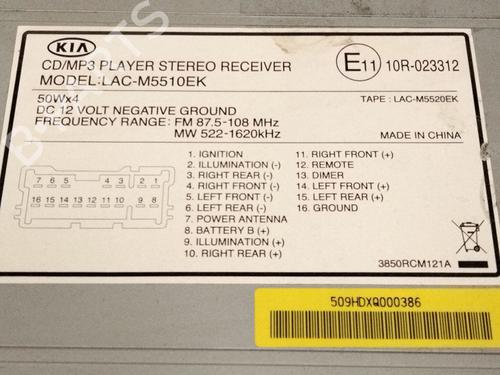 KIA
CD/MP3 PLAYER STEREO RECEIVER
MODEL:LAC-M5510EK
E11 10R-023312
50Wx4
DC 12 VOLT NEGATIVE GROUND
FREQUENCY RANGE: FM 87.5-108 MHz
MW 522-1620kHz
TAPE : LAC-M5520EK
MADE IN CHINA
7 6 5 4 3 2 1
16 15 14 13 12 11 10 9 8
1. IGNITION
2. ILLUMINATION (-)
3. RIGHT REAR (-)
4. RIGHT FRONT (-)
5. LEFT FRONT (-)
6. LEFT REAR (-)
7. POWER ANTENNA
8. BATTERY B (+)
9. ILLUMINATION (+)
10. RIGHT REAR (+)
11. RIGHT FRONT (+)
12. REMOTE
13. DIMER
14. LEFT FRONT (+)
15. LEFT REAR (+)
16. GROUND
3850RCM121A
509HDXQ000386